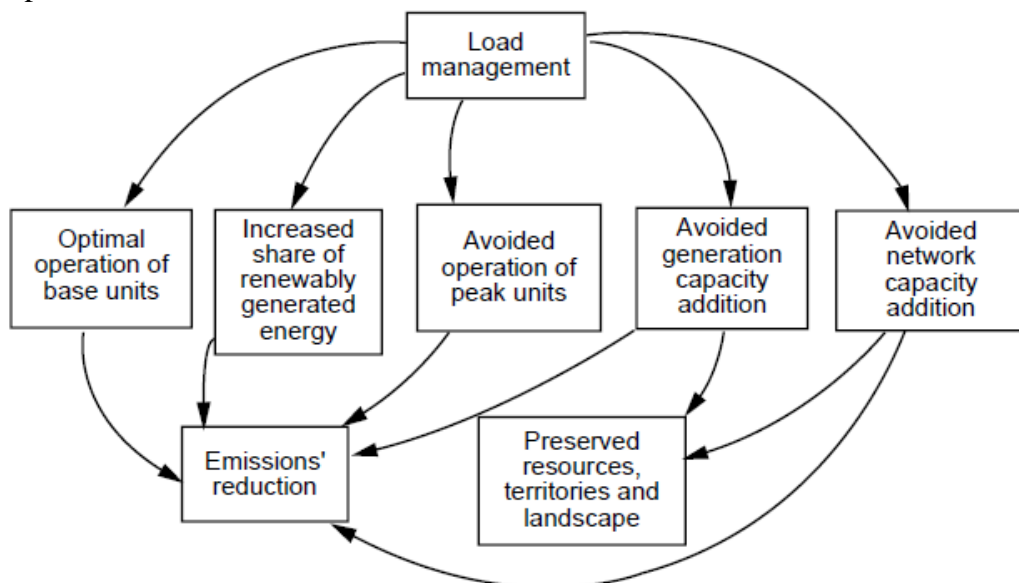 Load
management
Optimal
operation of
base units
Increased
share of
renewably
generated
energy
Avoided
operation of
peak units
Avoided
generation
capacity
addition
Avoided
network
capacity
addition
Emissions'
reduction
Preserved
resources,
territories and
landscape